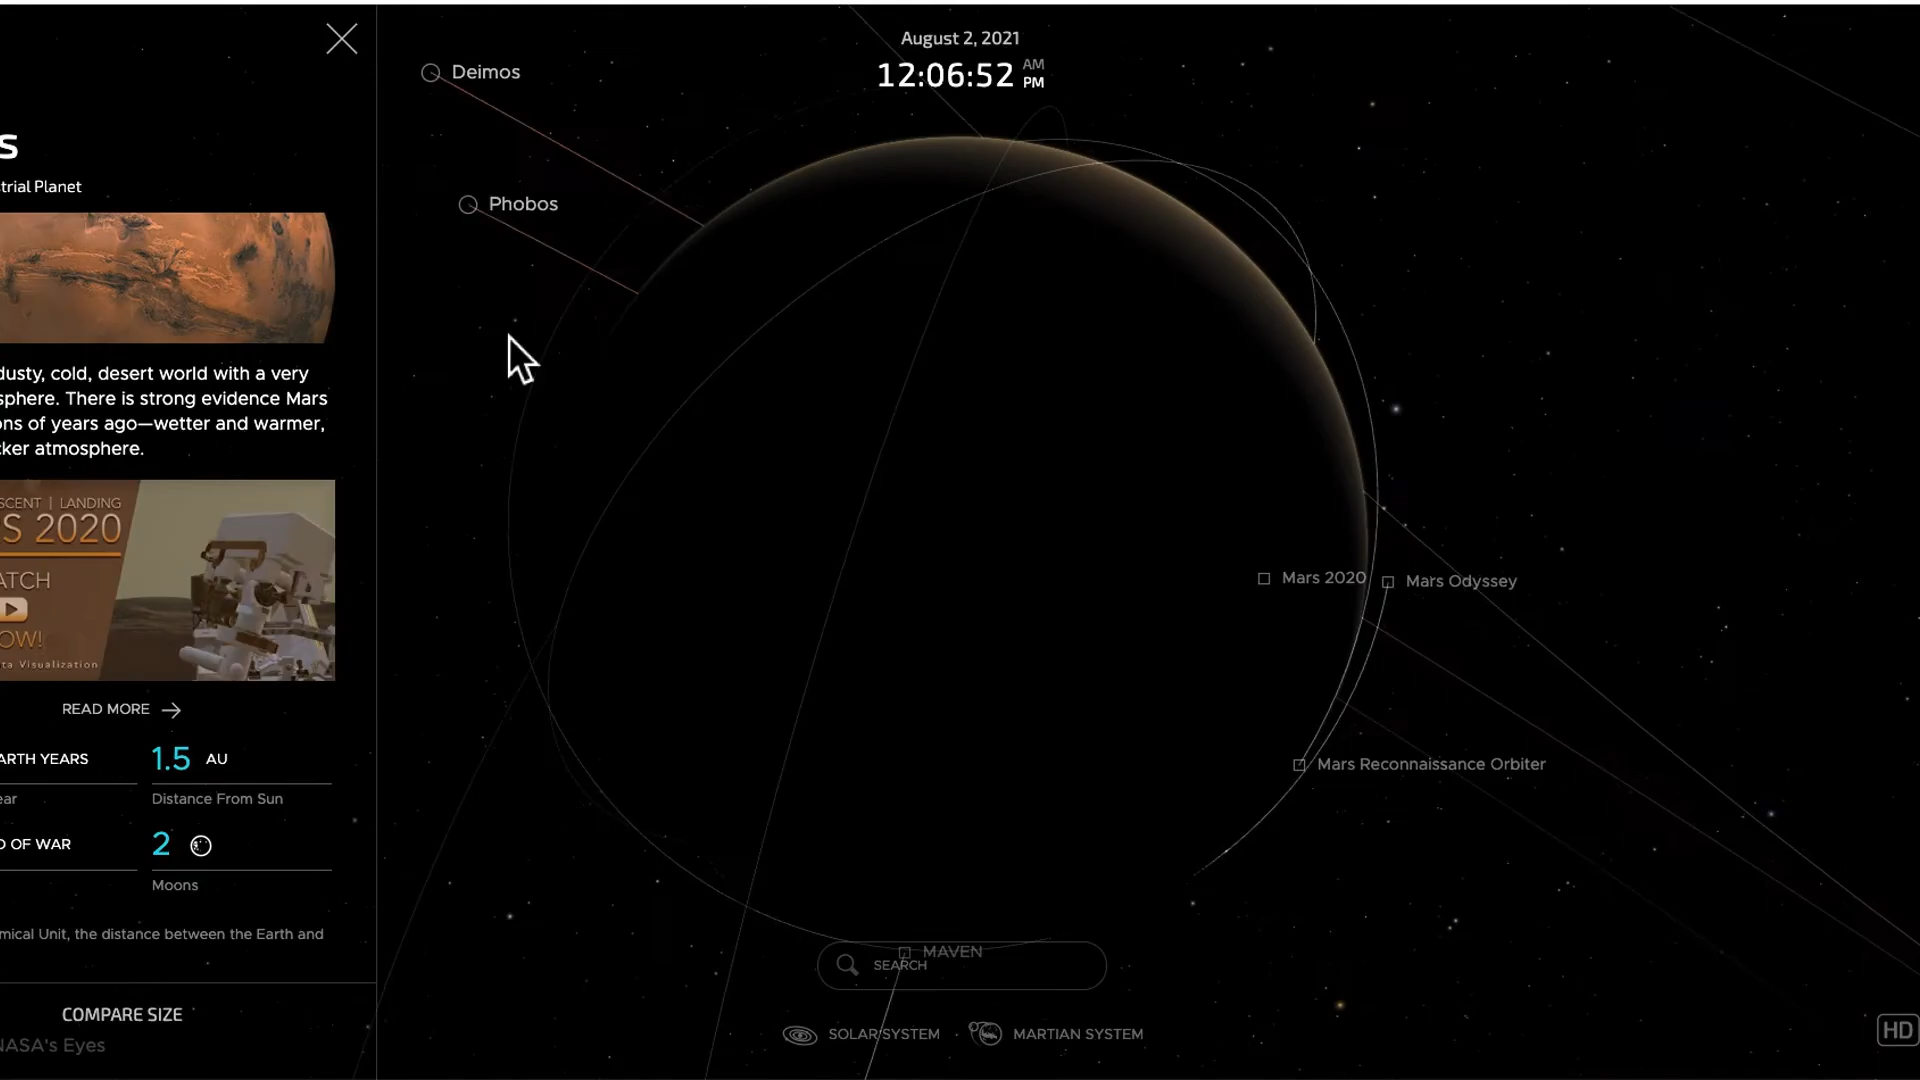 August 2, 2021
12:06:52 AM
PM
Deimos
Phobos
S
strial Planet
dusty, cold, desert world with a very
sphere. There is strong evidence Mars
ons of years ago—wetter and warmer,
cker atmosphere.
SCENT | LANDING
S 2020
ATCH
OW!
ta Visualization
READ MORE
ARTH YEARS
1.5 AU
ear
Distance From Sun
D OF WAR
2
Moons
mical Unit, the distance between the Earth and
COMPARE SIZE
NASA's Eyes
Mars 2020
Mars Odyssey
Mars Reconnaissance Orbiter
MAVEN
SEARCH
SOLAR SYSTEM
MARTIAN SYSTEM
HD